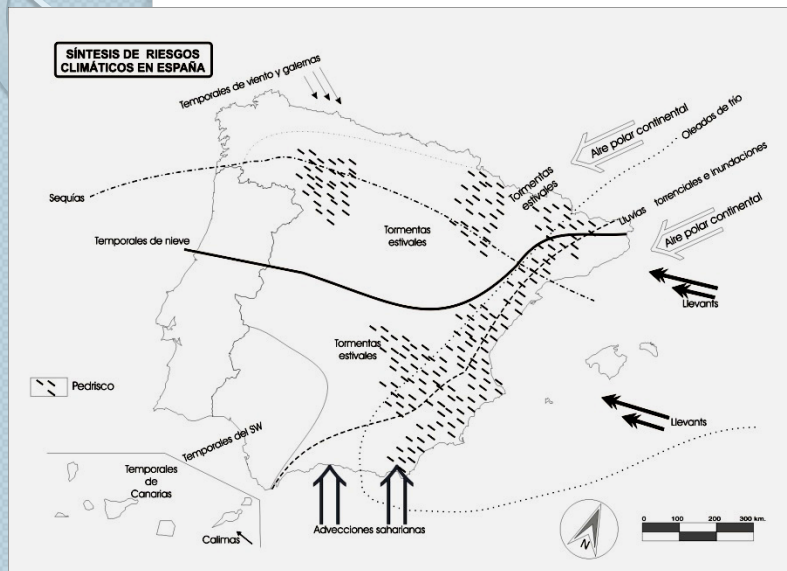 SÍNTESIS DE RIESGOS
CLIMÁTICOS EN ESPAÑA
Temporales de viento y galernas
Aire polar continental
Oleadas de frío
Sequías
Tormentas
estivales
Lluvias torrenciales e inundaciones
Temporales de nieve
Tormentas
estivales
Aire polar continental
Llevants
Tormentas
estivales
Pedrisco
Llevants
Temporales del SW
Temporales
de
Canarias
Calimas
Advecciones saharianas
N
0 100 200 300 km.